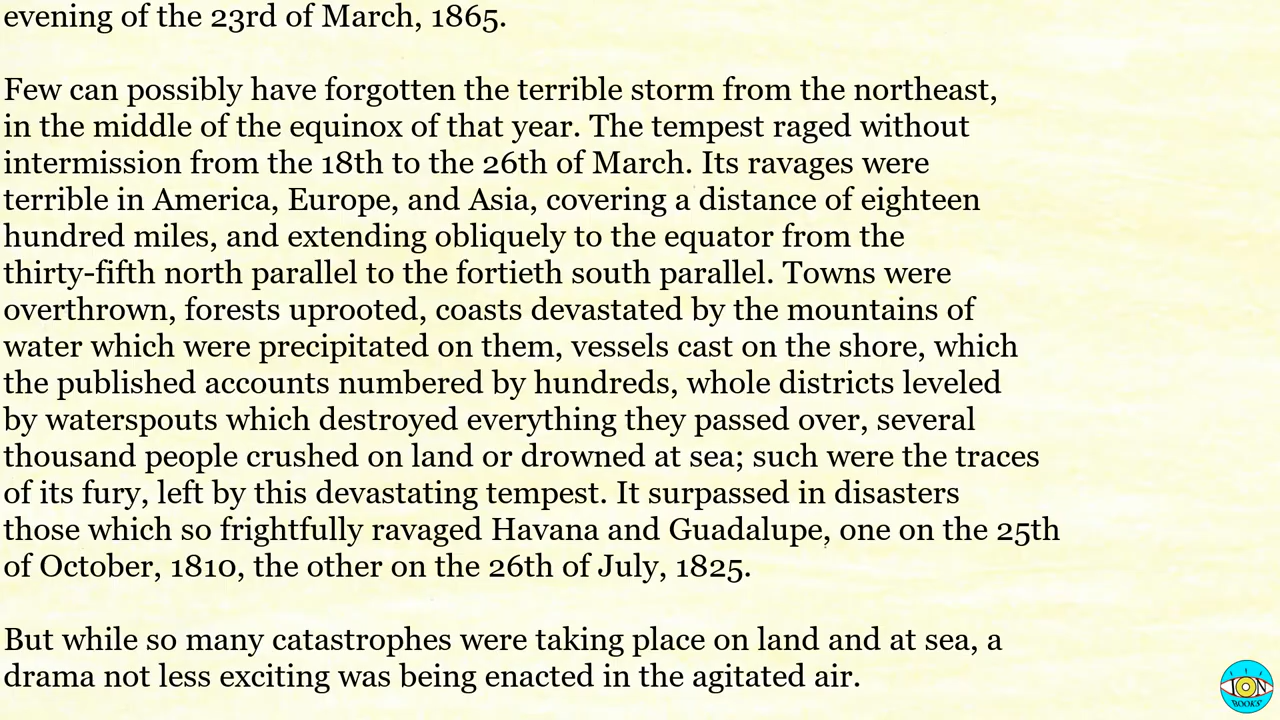 evening of the 23rd of March, 1865.
Few can possibly have forgotten the terrible storm from the northeast,
in the middle of the equinox of that year. The tempest raged without
intermission from the 18th to the 26th of March. Its ravages were
terrible in America, Europe, and Asia, covering a distance of eighteen
hundred miles, and extending obliquely to the equator from the
thirty-fifth north parallel to the fortieth south parallel. Towns were
overthrown, forests uprooted, coasts devastated by the mountains of
water which were precipitated on them, vessels cast on the shore, which
the published accounts numbered by hundreds, whole districts leveled
by waterspouts which destroyed everything they passed over, several
thousand people crushed on land or drowned at sea; such were the traces
of its fury, left by this devastating tempest. It surpassed in disasters
those which so frightfully ravaged Havana and Guadalupe, one on the 25th
of October, 1810, the other on the 26th of July, 1825.
But while so many catastrophes were taking place on land and at sea, a
drama not less exciting was being enacted in the agitated air.
ION
BOOKS